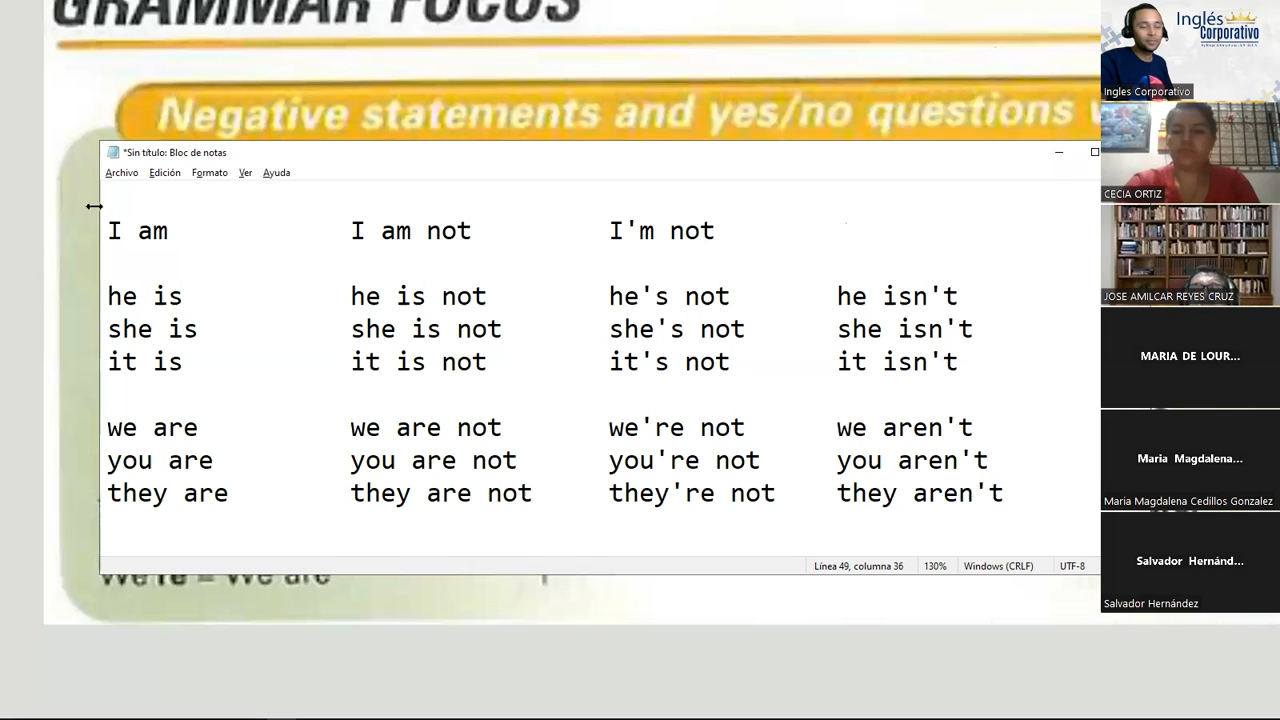 GRAMMAR FOCUS
Negative statements and yes/no questions
*Sin título: Bloc de notas
Archivo Edición Formato Ver Ayuda
I am I am not I'm not
he is he is not he's not he isn't
she is she is not she's not she isn't
it is it is not it's not it isn't
we are we are not we're not we aren't
you are you are not you're not you aren't
they are they are not they're not they aren't
Línea 49, columna 36 130% Windows (CRLF) UTF-8
We're = We are
Inglés
Corporativo
Ingles Corporativo
CECIA ORTIZ
JOSE AMILCAR REYES CRUZ
MARIA DE LOUR...
Maria Magdalena...
Maria Magdalena Cedillos Gonzalez
Salvador Hernánd...
Salvador Hernández